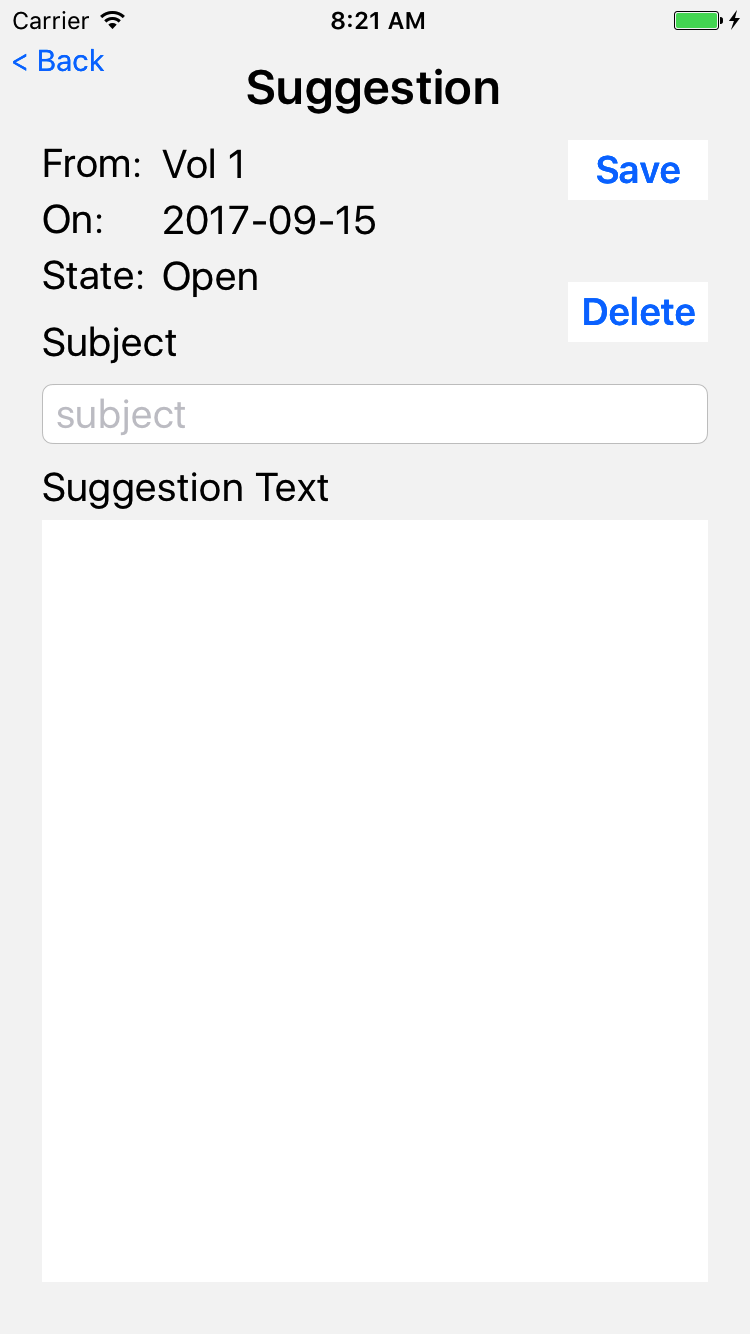 Carrier 8:21 AM
< Back
Suggestion
From: Vol 1
Save
On: 2017-09-15
State: Open
Delete
Subject
subject
Suggestion Text